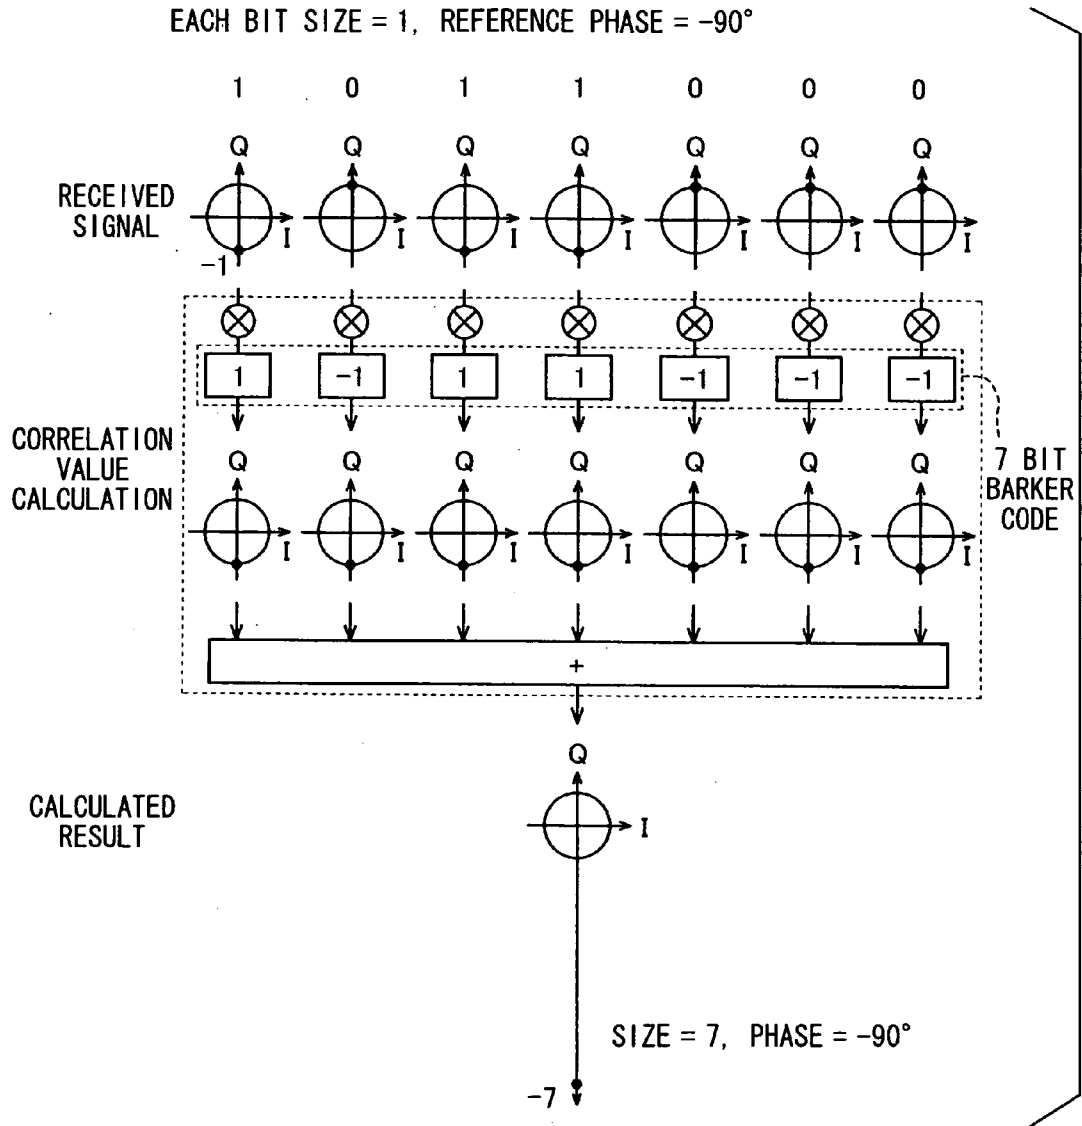 EACH BIT SIZE = 1, REFERENCE PHASE = -90°
1 0 1 1 0 0 0
Q Q Q Q Q Q Q
RECEIVED
SIGNAL
I I I I I I I
-1
1 -1 1 1 -1 -1 -1
CORRELATION
VALUE
CALCULATION
Q Q Q Q Q Q Q
7 BIT
BARKER
CODE
I I I I I I I
+
Q
CALCULATED
RESULT
I
SIZE = 7, PHASE = -90°
-7